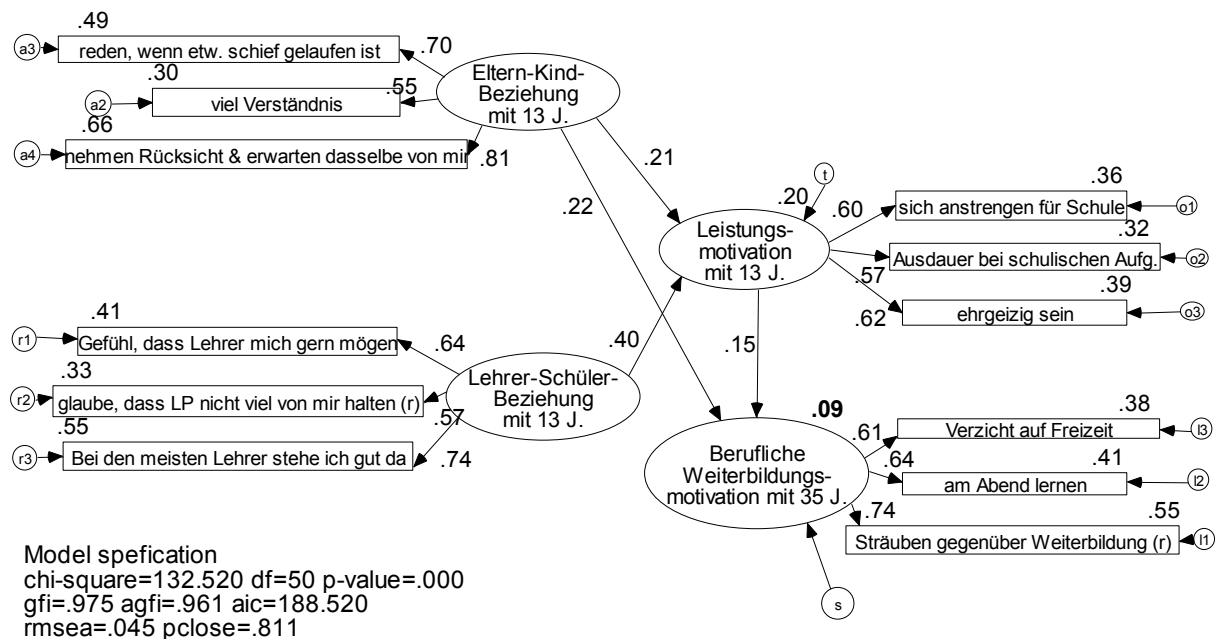 .49
a3
reden, wenn etw. schief gelaufen ist
.70
.30
a2
viel Verständnis
.55
.66
a4
nehmen Rücksicht & erwarten dasselbe von mir
.81
Eltern-Kind-
Beziehung
mit 13 J.
.21
.22
t
.20
Leistungs-
motivation
mit 13 J.
.60
.36
sich anstrengen für Schule
o1
.32
Ausdauer bei schulischen Aufg.
o2
.57
.39
ehrgeizig sein
o3
.62
.41
r1
Gefühl, dass Lehrer mich gern mögen
.64
.33
r2
glaube, dass LP nicht viel von mir halten (r)
.57
.55
r3
Bei den meisten Lehrer stehe ich gut da
.74
Lehrer-Schüler-
Beziehung
mit 13 J.
.40
.15
.09
Berufliche
Weiterbildungs-
motivation mit 35 J.
.61
.38
Verzicht auf Freizeit
l3
.64
.41
am Abend lernen
l2
.74
.55
Sträuben gegenüber Weiterbildung (r)
l1
s
Model spefication
chi-square=132.520 df=50 p-value=.000
gfi=.975 agfi=.961 aic=188.520
rmsea=.045 pclose=.811